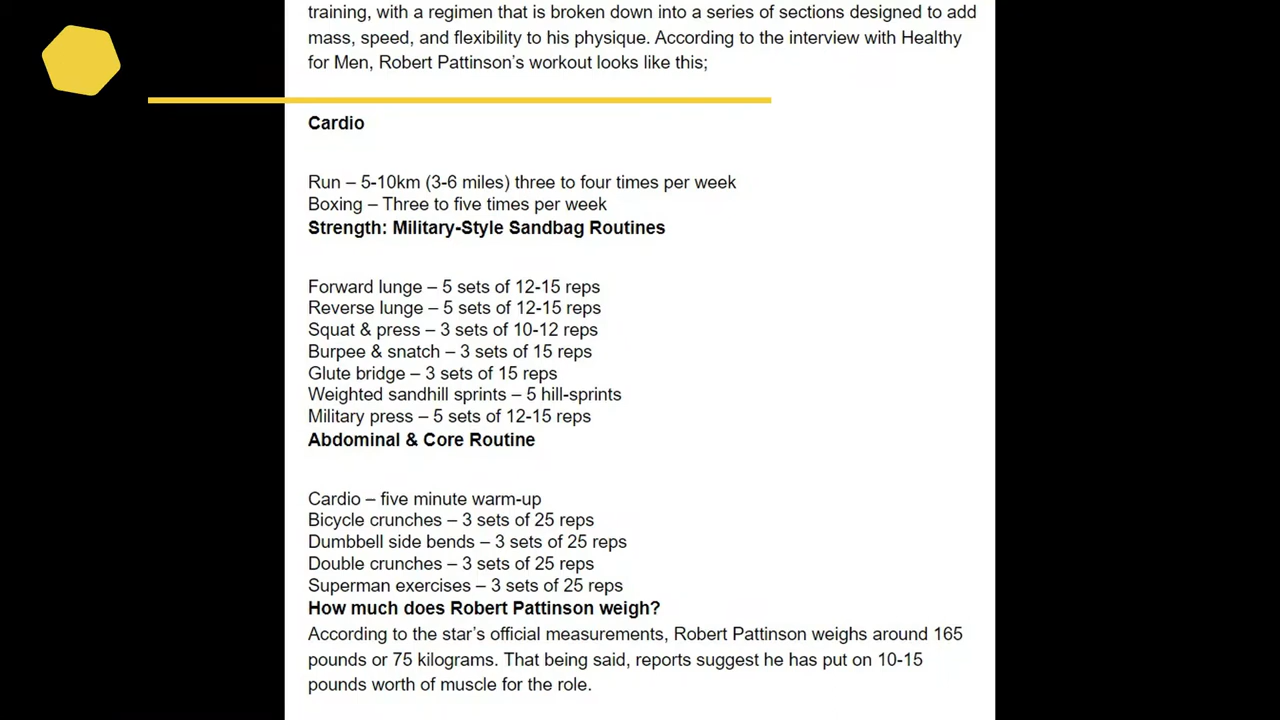 training, with a regimen that is broken down into a series of sections designed to add
mass, speed, and flexibility to his physique. According to the interview with Healthy
for Men, Robert Pattinson’s workout looks like this;
Cardio
Run – 5-10km (3-6 miles) three to four times per week
Boxing – Three to five times per week
Strength: Military-Style Sandbag Routines
Forward lunge – 5 sets of 12-15 reps
Reverse lunge – 5 sets of 12-15 reps
Squat & press – 3 sets of 10-12 reps
Burpee & snatch – 3 sets of 15 reps
Glute bridge – 3 sets of 15 reps
Weighted sandhill sprints – 5 hill-sprints
Military press – 5 sets of 12-15 reps
Abdominal & Core Routine
Cardio – five minute warm-up
Bicycle crunches – 3 sets of 25 reps
Dumbbell side bends – 3 sets of 25 reps
Double crunches – 3 sets of 25 reps
Superman exercises – 3 sets of 25 reps
How much does Robert Pattinson weigh?
According to the star’s official measurements, Robert Pattinson weighs around 165
pounds or 75 kilograms. That being said, reports suggest he has put on 10-15
pounds worth of muscle for the role.